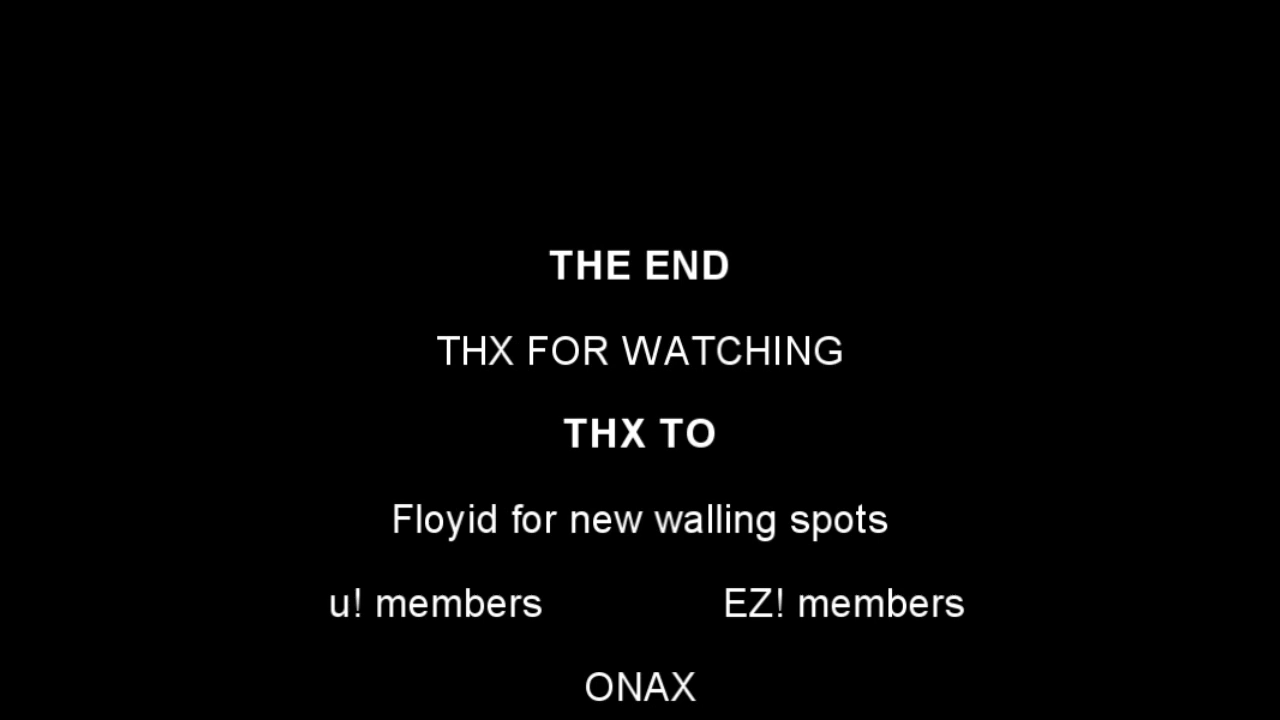 THE END
THX FOR WATCHING
THX TO
Floyid for new walling spots
u! members EZ! members
ONAX